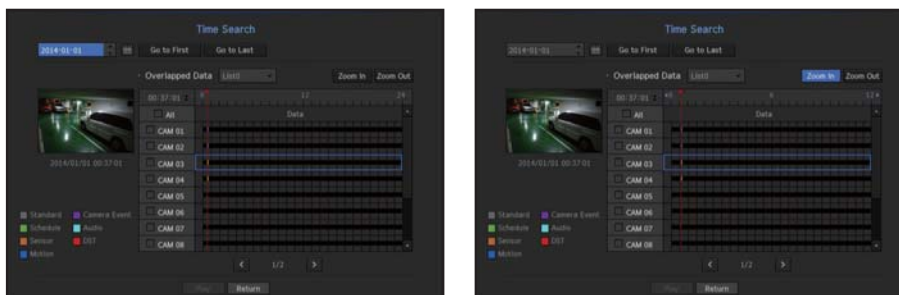 Time Search
2014-01-01
Go to First
Go to Last
Overlapped Data
List0
Zoom In
Zoom Out
00:37:01
0
12
24
All
Data
CAM 01
CAM 02
CAM 03
CAM 04
CAM 05
CAM 06
CAM 07
CAM 08
2014/01/01 00:37:01
Standard
Camera Event
Schedule
Audio
Sensor
DST
Motion
1/2
Play
Return
Time Search
2014-01-01
Go to First
Go to Last
Overlapped Data
List0
Zoom In
Zoom Out
00:37:01
0
6
12
All
Data
CAM 01
CAM 02
CAM 03
CAM 04
CAM 05
CAM 06
CAM 07
CAM 08
2014/01/01 00:37:01
Standard
Camera Event
Schedule
Audio
Sensor
DST
Motion
1/2
Play
Return